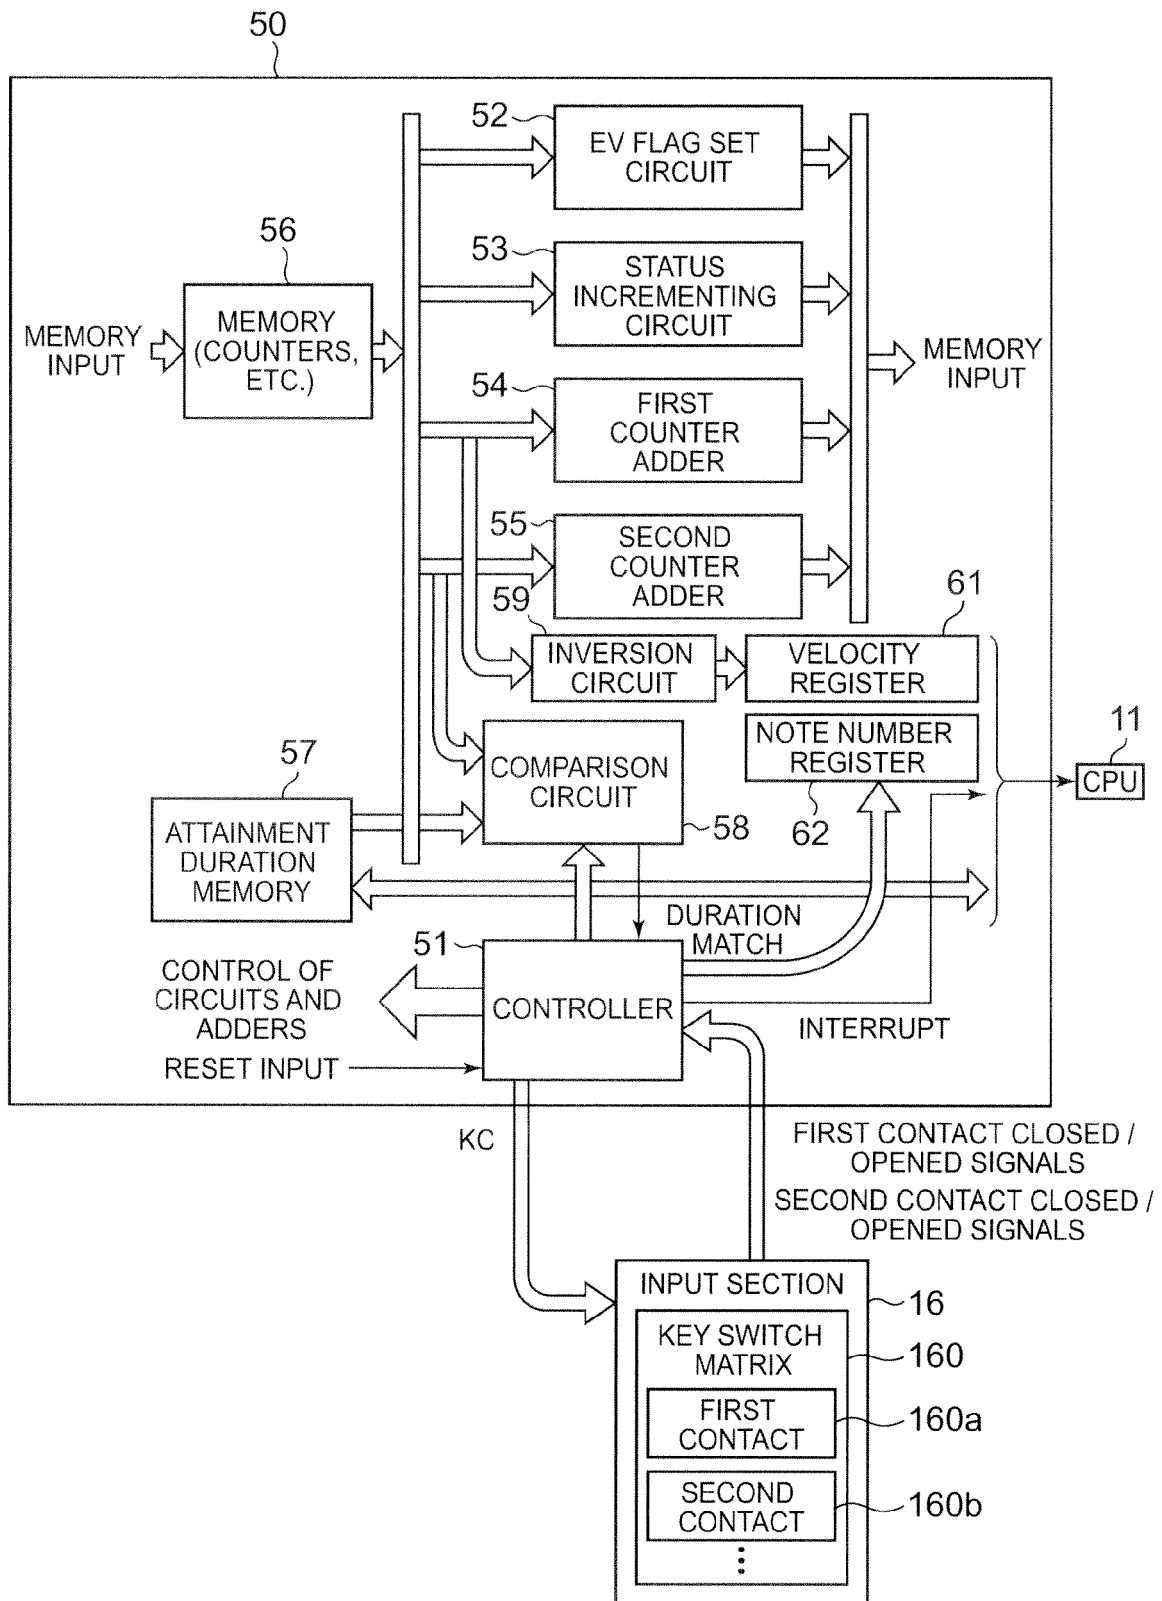 50
52
EV FLAG SET
CIRCUIT
56
53
STATUS
INCREMENTING
CIRCUIT
MEMORY
INPUT
MEMORY
(COUNTERS,
ETC.)
MEMORY
INPUT
54
FIRST
COUNTER
ADDER
55
SECOND
COUNTER
ADDER
59
INVERSION
CIRCUIT
61
VELOCITY
REGISTER
NOTE NUMBER
REGISTER
62
11
CPU
57
ATTAINMENT
DURATION
MEMORY
COMPARISON
CIRCUIT
58
DURATION
MATCH
51
CONTROLLER
CONTROL OF
CIRCUITS AND
ADDERS
RESET INPUT
INTERRUPT
KC
FIRST CONTACT CLOSED /
OPENED SIGNALS
SECOND CONTACT CLOSED /
OPENED SIGNALS
INPUT SECTION
16
KEY SWITCH
MATRIX
160
FIRST
CONTACT
160a
SECOND
CONTACT
160b